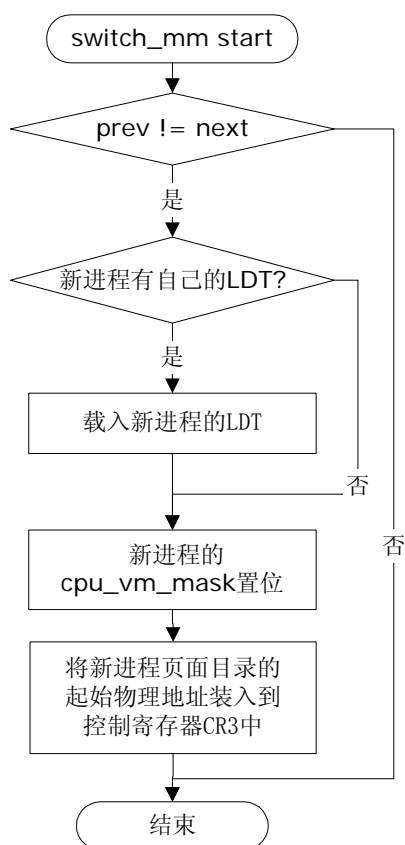 switch_mm start
prev != next
是
新进程有自己的LDT?
是
载入新进程的LDT
否
新进程的
cpu_vm_mask置位
否
将新进程页面目录的
起始物理地址装入到
控制寄存器CR3中
结束